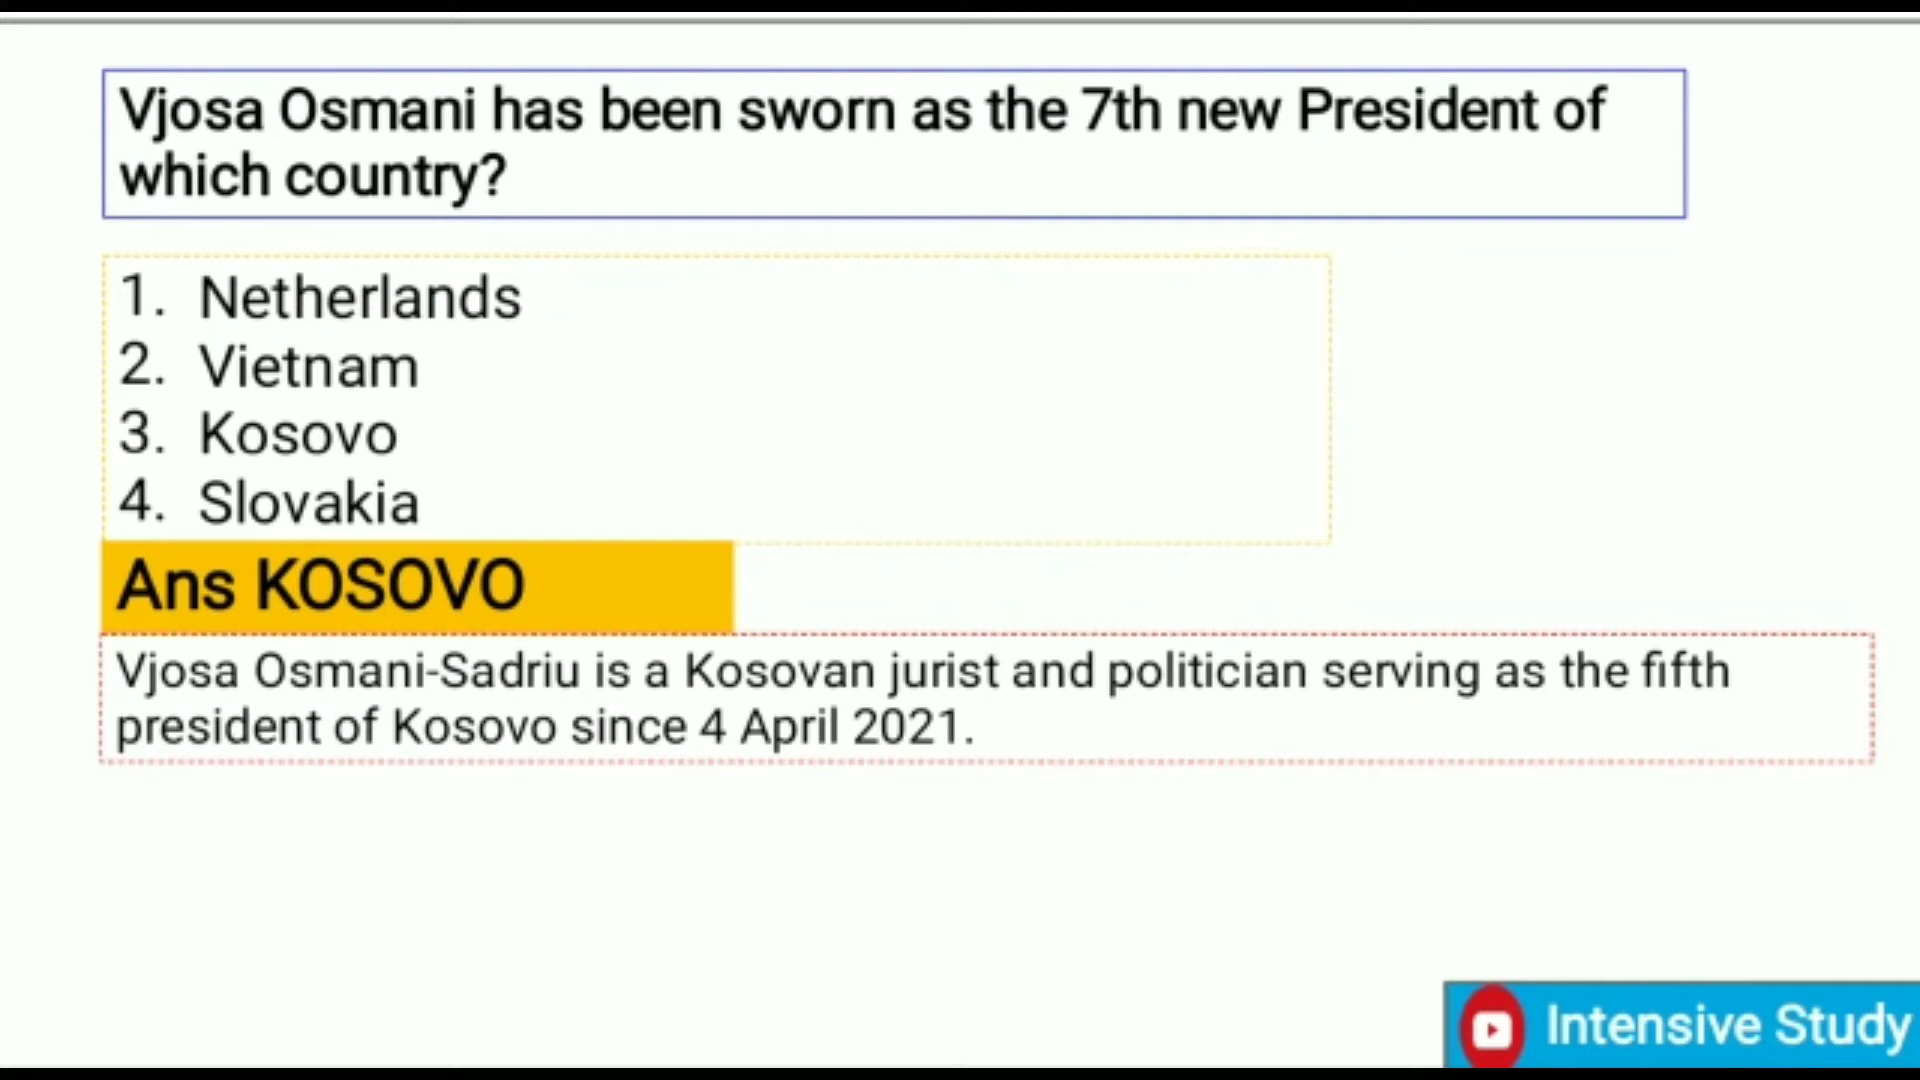 Vjosa Osmani has been sworn as the 7th new President of
which country?
1. Netherlands
2. Vietnam
3. Kosovo
4. Slovakia
Ans KOSOVO
Vjosa Osmani-Sadriu is a Kosovan jurist and politician serving as the fifth
president of Kosovo since 4 April 2021.
Intensive Study